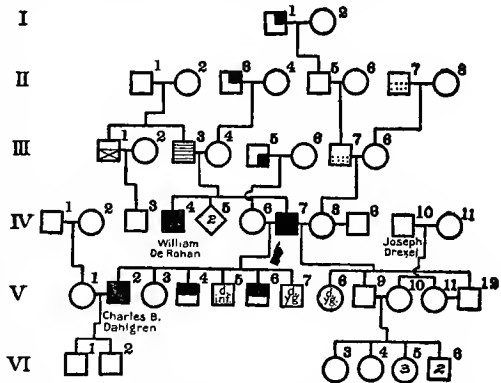 I 1 2
II 1 2 3 4 5 6 7 8
III 1 2 3 4 5 6 7 8
IV 1 2 3 4 2 5 6 7 8 9 10 11
William
De Rohan
Joseph
Drexel
V 1 2 3 4 d. inf. 5 6 d. yg. 7 d. yg. 8 9 10 11 12
Charles B.
Dahlgren
VI 1 2 3 4 3 5 2 6